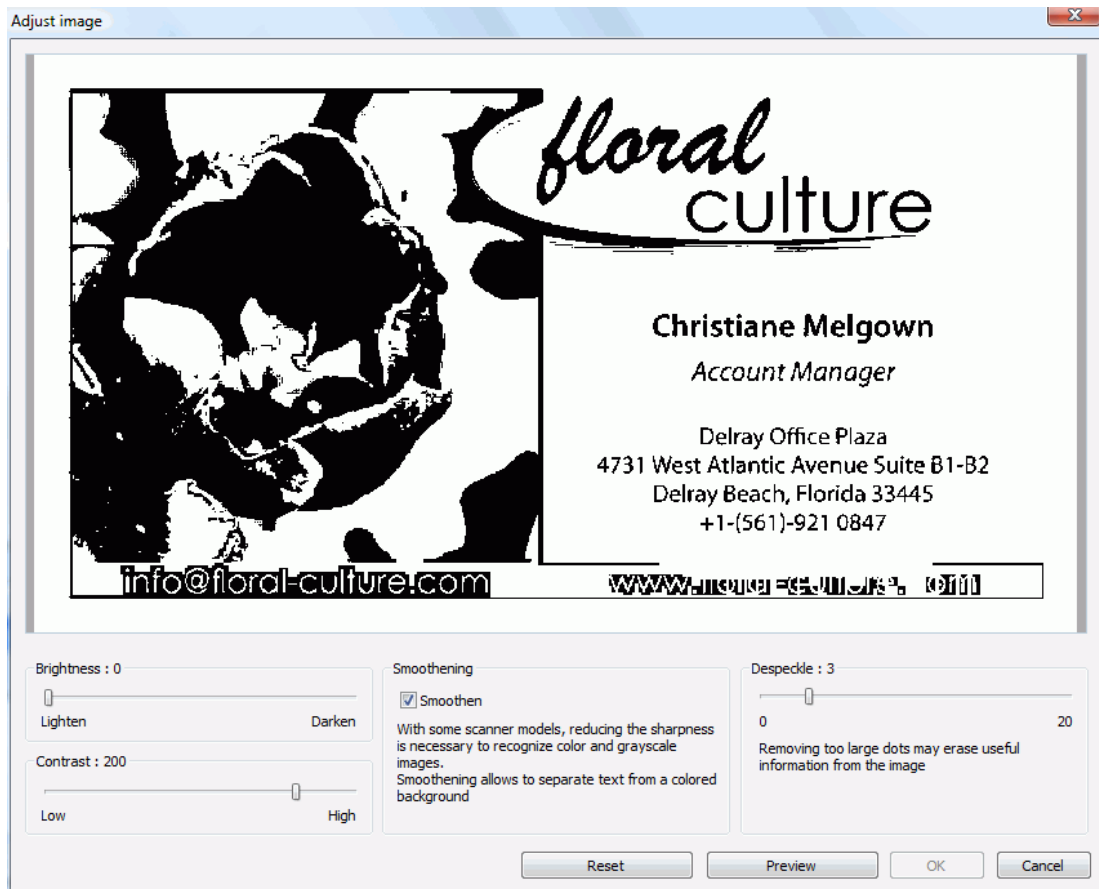 Adjust image
floral
culture
Christiane Melgown
Account Manager
Delray Office Plaza
4731 West Atlantic Avenue Suite B1-B2
Delray Beach, Florida 33445
+1-(561)-921 0847
info@floral-culture.com
Brightness : 0
Lighten Darken
Contrast : 200
Low High
Smoothening
Smoothen
With some scanner models, reducing the sharpness
is necessary to recognize color and grayscale
images.
Smoothening allows to separate text from a colored
background
Despeckle : 3
0 20
Removing too large dots may erase useful
information from the image
Reset Preview OK Cancel